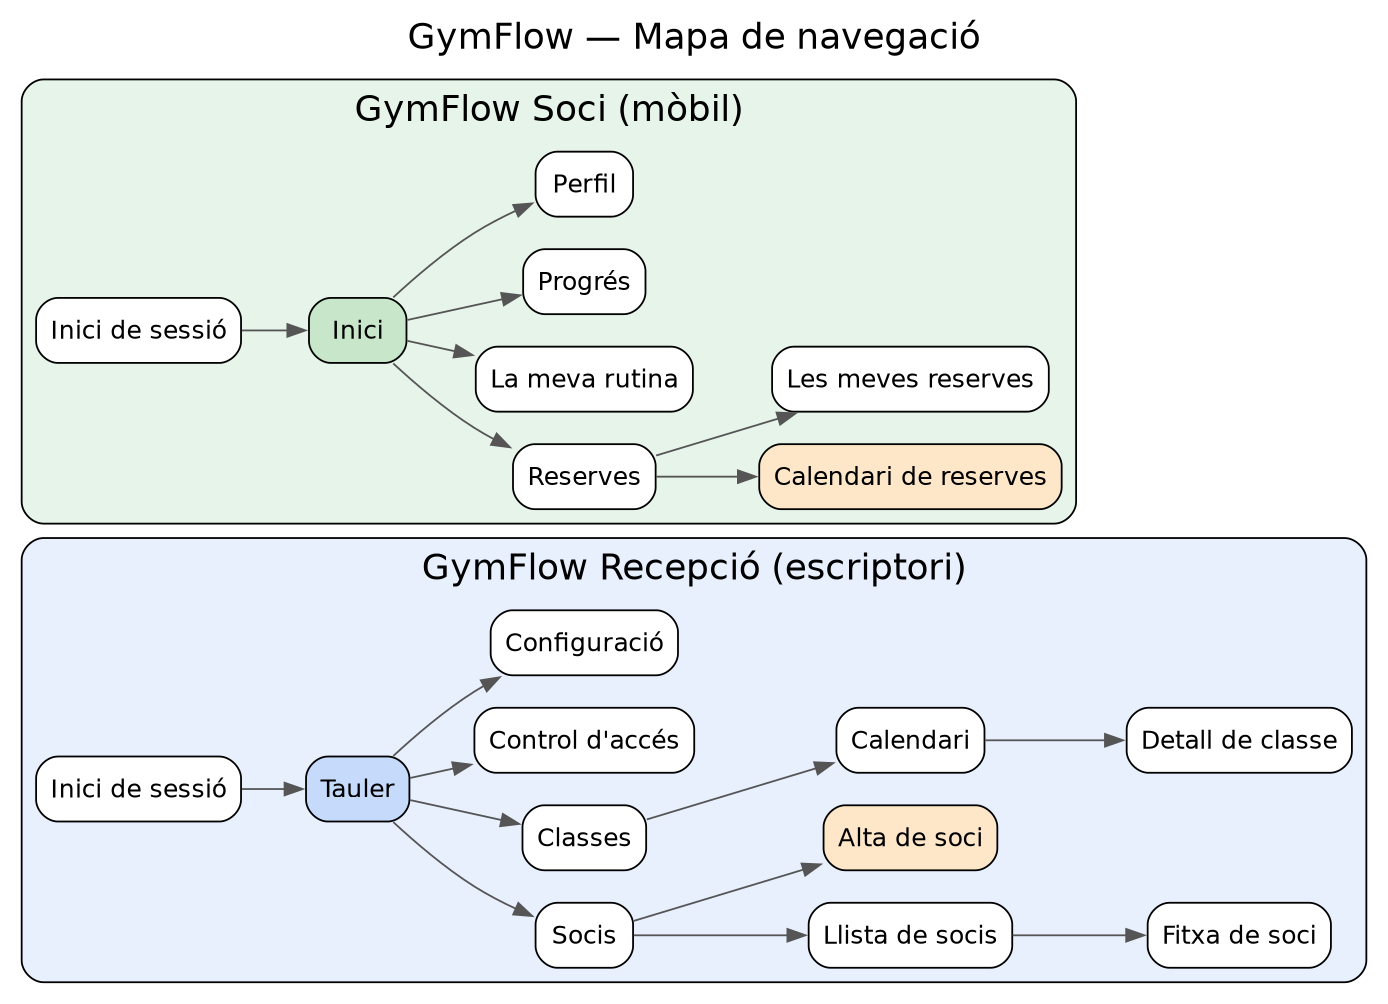 GymFlow — Mapa de navegació
GymFlow Soci (mòbil)
Perfil
Progrés
Inici de sessió
Inici
La meva rutina
Les meves reserves
Reserves
Calendari de reserves
GymFlow Recepció (escriptori)
Configuració
Control d'accés
Calendari
Detall de classe
Inici de sessió
Tauler
Classes
Alta de soci
Socis
Llista de socis
Fitxa de soci